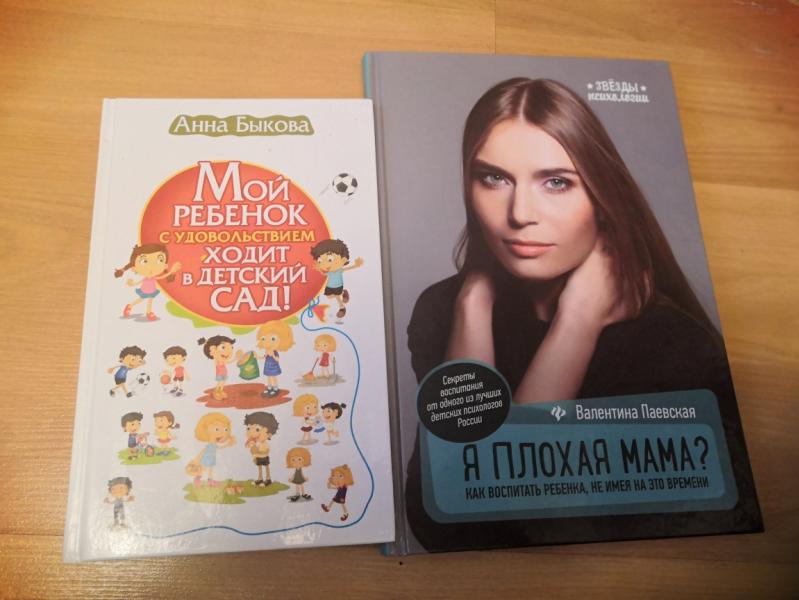 Анна Быкова
Мой
РЕБЕНОК
С УДОВОЛЬСТВИЕМ
ХОДИТ
В ДЕТСКИЙ
САД!
ЗВЁЗДЫ
ПСИХОЛОГИИ
Секреты
воспитания
от одного из лучших
детских психологов
России
Валентина Паевская
Я ПЛОХАЯ МАМА?
КАК ВОСПИТАТЬ РЕБЕНКА, НЕ ИМЕЯ НА ЭТО ВРЕМЕНИ